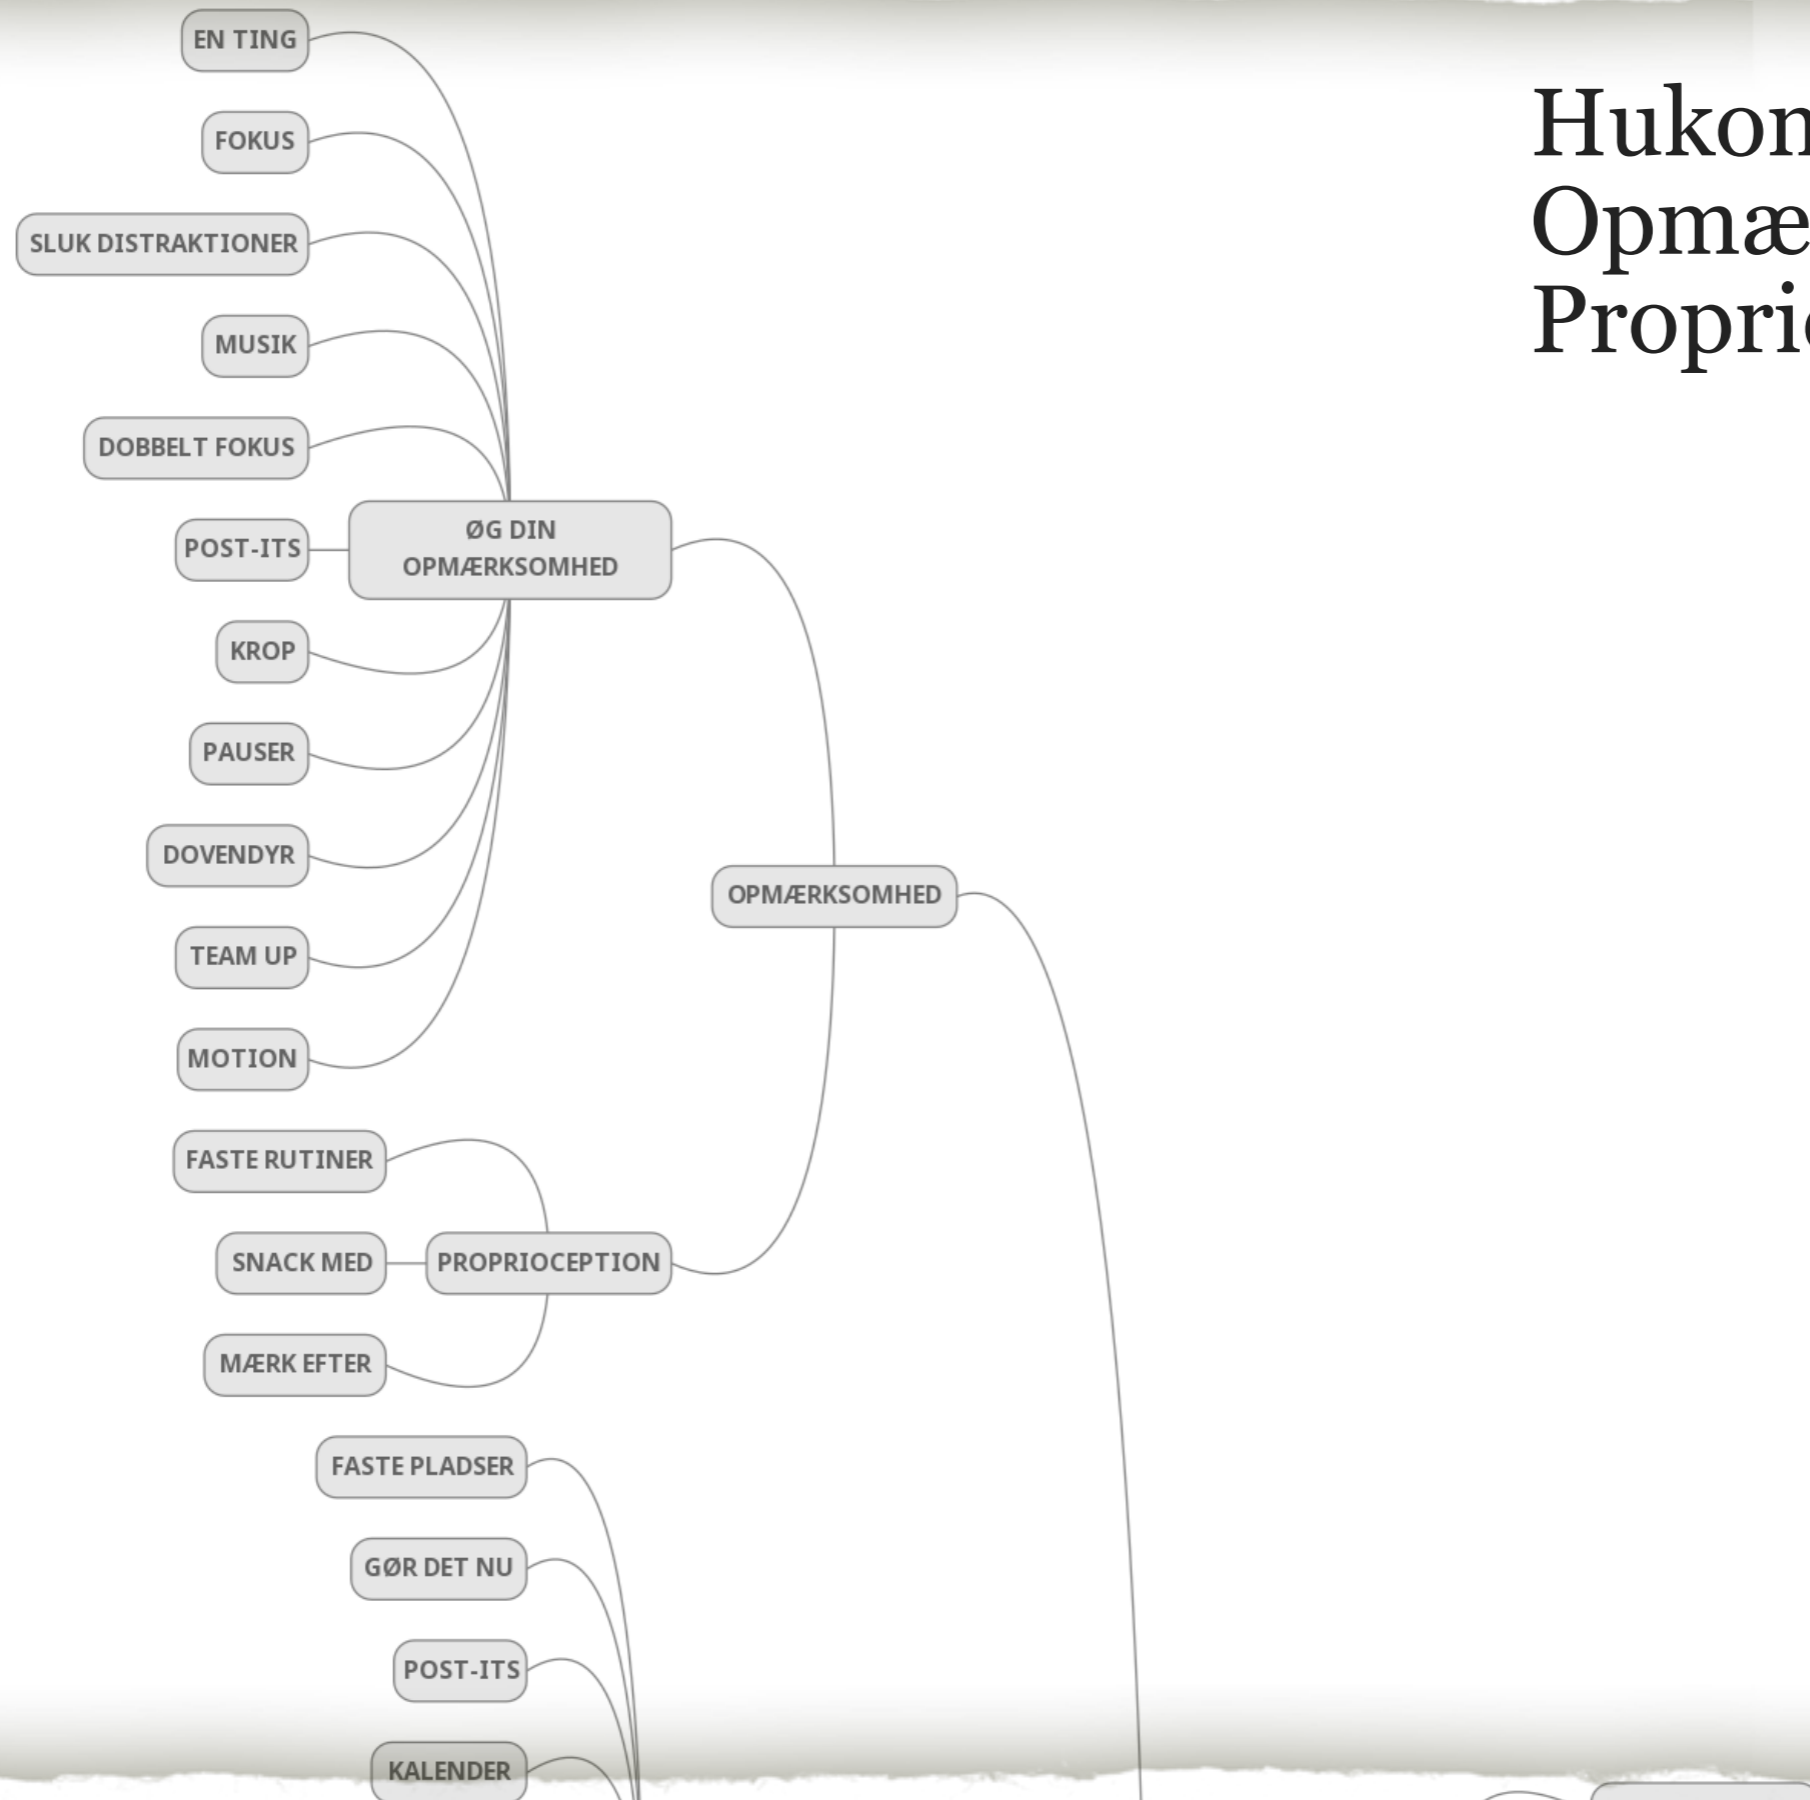 EN TING
FOKUS
SLUK DISTRAKTIONER
MUSIK
DOBBELT FOKUS
POST-ITS
ØG DIN
OPMÆRKSOMHED
KROP
PAUSER
DOVENDYR
TEAM UP
MOTION
OPMÆRKSOMHED
FASTE RUTINER
SNACK MED
PROPRIOCEPTION
MÆRK EFTER
FASTE PLADSER
GØR DET NU
POST-ITS
KALENDER